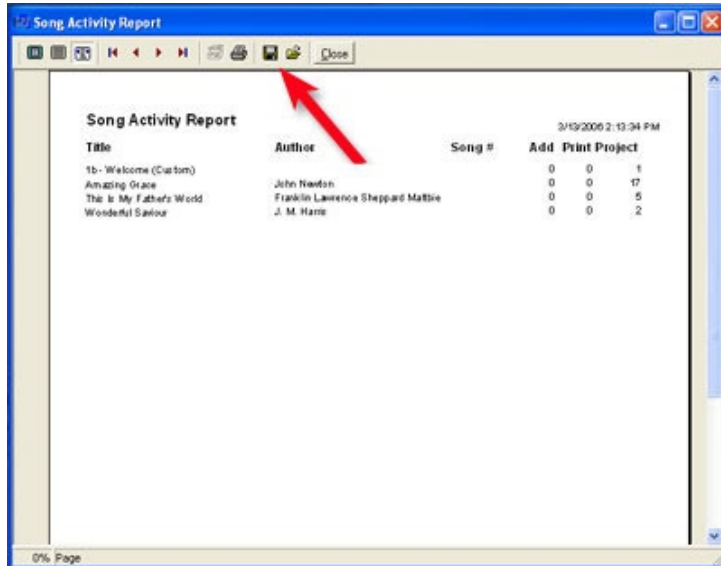 Song Activity Report
Close
Song Activity Report
3/13/2006 2:13:34 PM
Title Author Song # Add Print Project
1b - Welcome (Custom) 0 0 1
Amazing Grace John Newton 0 0 17
This Is My Father's World Franklin Lawrence Sheppard Maltbie 0 0 5
Wonderful Saviour J. M. Harris 0 0 2
0% Page